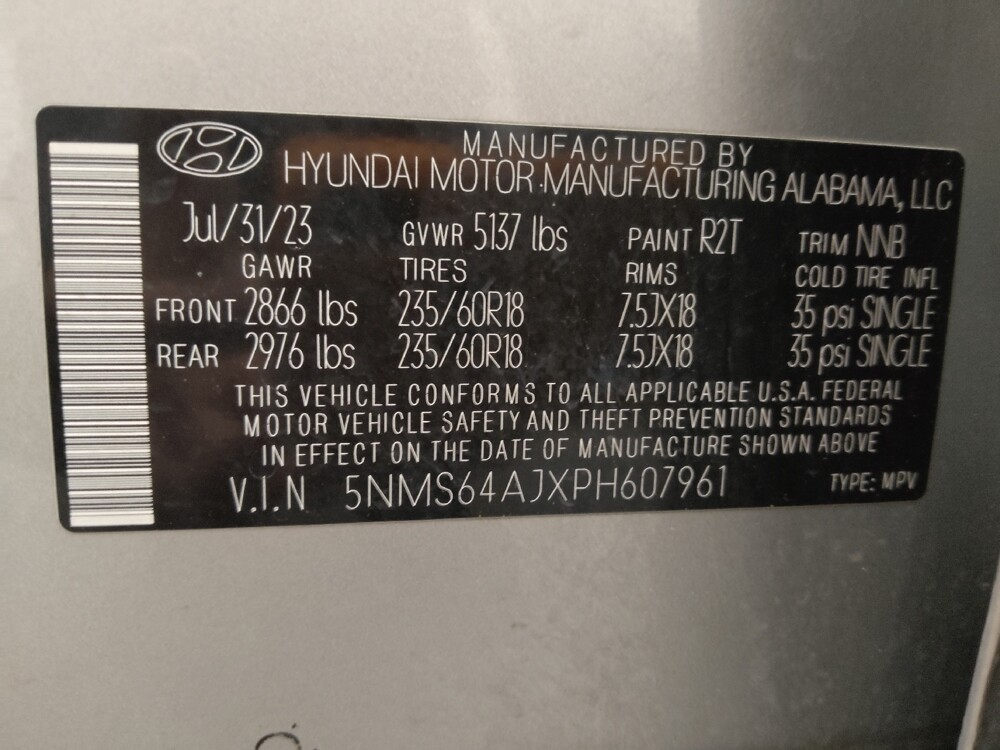 MANUFACTURED BY
HYUNDAI MOTOR MANUFACTURING ALABAMA, LLC
Jul/31/23 GVWR 5137 lbs PAINT R2T TRIM NNB
GAWR TIRES RIMS COLD TIRE INFL
FRONT 2866 lbs 235/60R18 7.5JX18 35 psi SINGLE
REAR 2976 lbs 235/60R18 7.5JX18 35 psi SINGLE
THIS VEHICLE CONFORMS TO ALL APPLICABLE U.S.A. FEDERAL
MOTOR VEHICLE SAFETY AND THEFT PREVENTION STANDARDS
IN EFFECT ON THE DATE OF MANUFACTURE SHOWN ABOVE
V.I.N 5NMS64AJXPH607961 TYPE: MPV